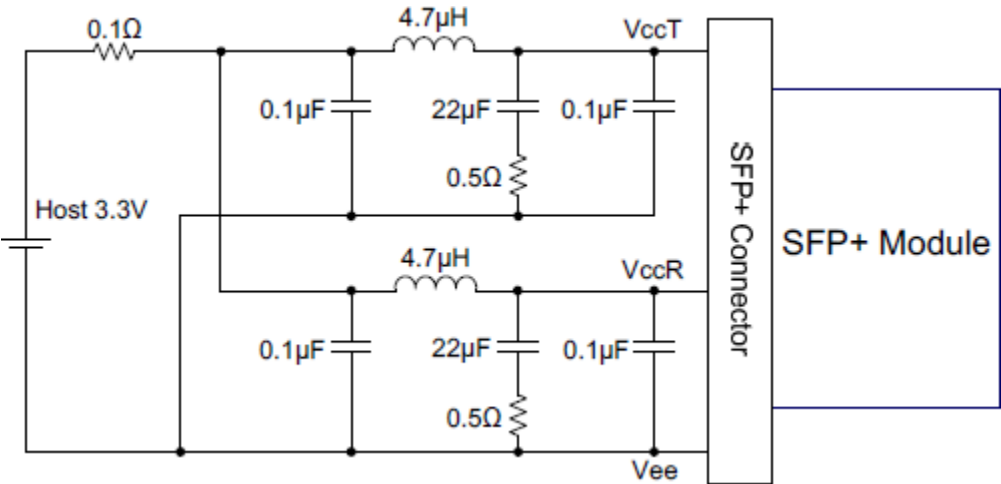 4.7μH
0.1Ω
VccT
0.1μF
22μF
0.1μF
0.5Ω
Host 3.3V
SFP+ Connector
SFP+ Module
4.7μH
VccR
0.1μF
22μF
0.1μF
0.5Ω
Vee